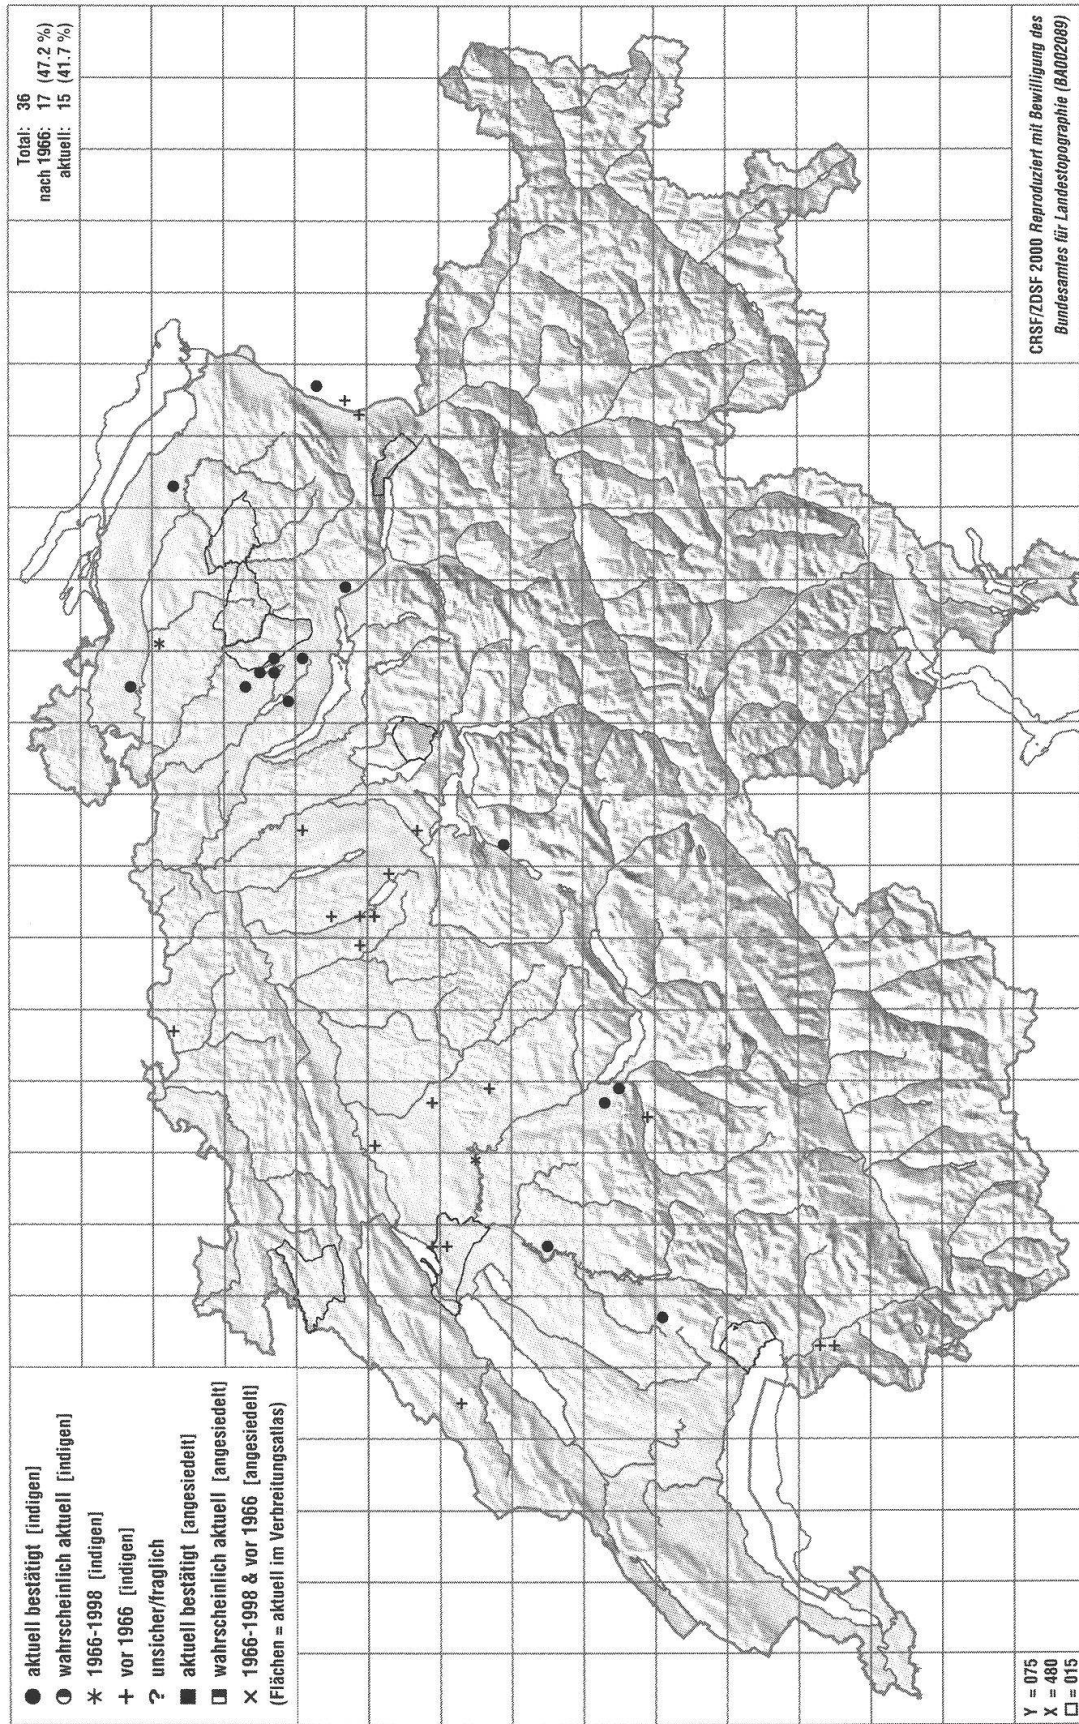 ● aktuell bestätigt [indigen]
◐ wahrscheinlich aktuell [indigen]
✳ 1966-1998 [indigen]
+ vor 1966 [indigen]
? unsicher/fraglich
■ aktuell bestätigt [angesiedelt]
◨ wahrscheinlich aktuell [angesiedelt]
× 1966-1998 & vor 1966 [angesiedelt]
(Flächen = aktuell im Verbreitungsatlas)
Total: 36
nach 1966: 17 (47.2 %)
aktuell: 15 (41.7 %)
Y = 075
X = 480
□ = 015
CRSF/ZDSF 2000 Reproduziert mit Bewilligung des
Bundesamtes für Landestopographie (BA002089)